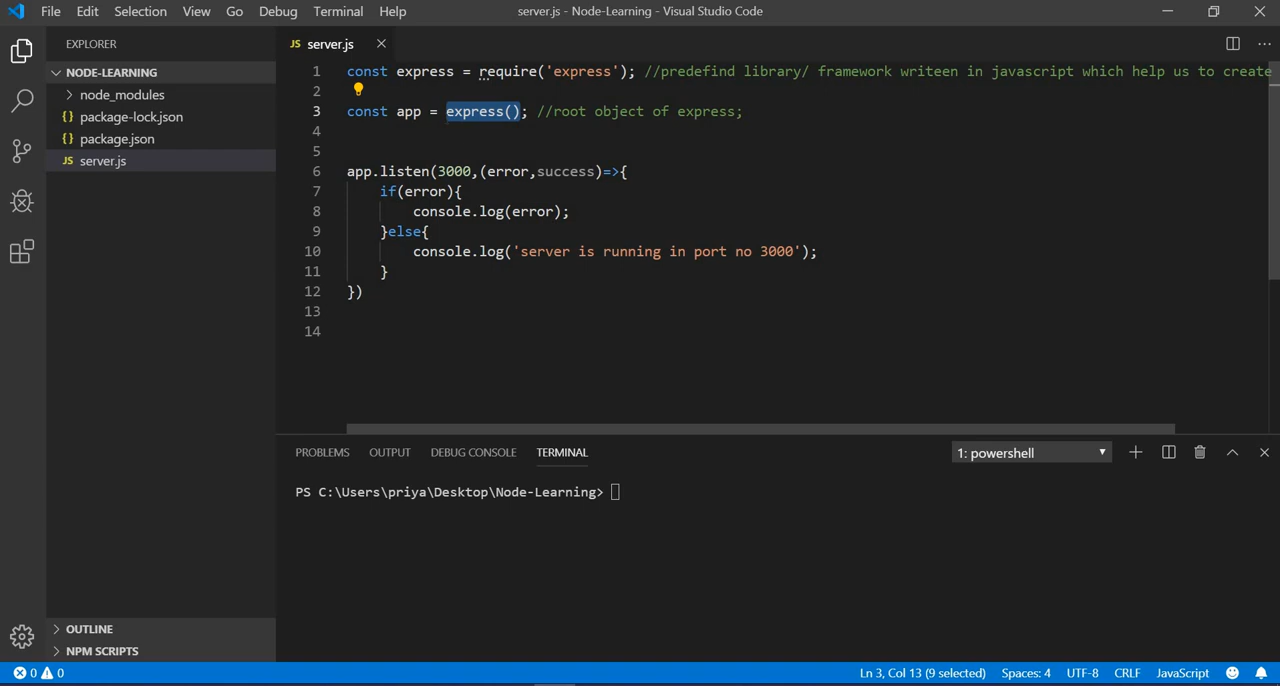 File Edit Selection View Go Debug Terminal Help server.js - Node-Learning - Visual Studio Code
EXPLORER
NODE-LEARNING
node_modules
{} package-lock.json
{} package.json
JS server.js
OUTLINE
NPM SCRIPTS
JS server.js
1 const express = require('express'); //predefind library/ framework writeen in javascript which help us to create
2
3 const app = express(); //root object of express;
4
5
6 app.listen(3000,(error,success)=>{
7 if(error){
8 console.log(error);
9 }else{
10 console.log('server is running in port no 3000');
11 }
12 })
13
14
PROBLEMS OUTPUT DEBUG CONSOLE TERMINAL 1: powershell
PS C:\Users\priya\Desktop\Node-Learning>
0 0 Ln 3, Col 13 (9 selected) Spaces: 4 UTF-8 CRLF JavaScript